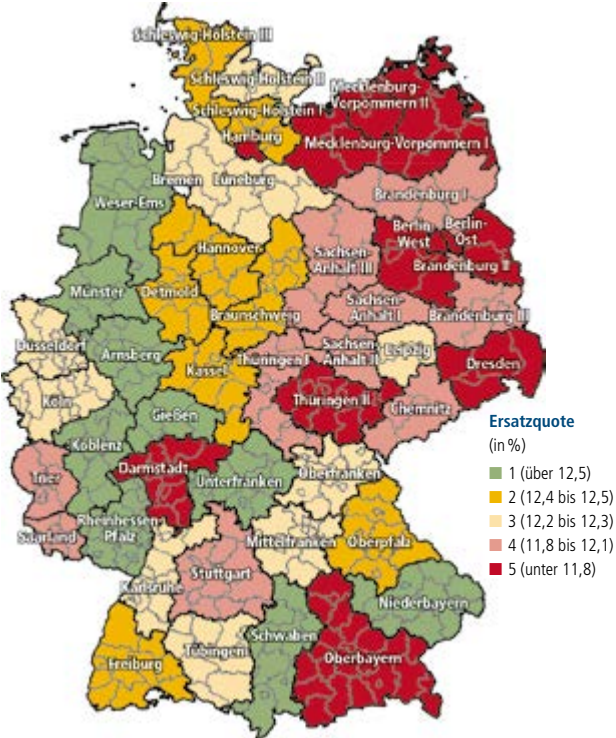 Schleswig-Holstein III
Schleswig-Holstein II
Mecklenburg-
Vorpommern II
Schleswig-Holstein I
Hamburg
Mecklenburg-Vorpommern I
Bremen
Lüneburg
Brandenburg I
Weser-Ems
Berlin-
West
Berlin-
Ost
Hannover
Sachsen-
Anhalt III
Brandenburg II
Münster
Detmold
Sachsen-
Anhalt I
Braunschweig
Brandenburg III
Düsseldorf
Arnsberg
Kassel
Thüringen I
Sachsen-
Anhalt II
Leipzig
Dresden
Köln
Thüringen II
Chemnitz
Gießen
Koblenz
Darmstadt
Unterfranken
Oberfranken
Trier
Rheinhessen-
Pfalz
Saarland
Mittelfranken
Oberpfalz
Karlsruhe
Stuttgart
Niederbayern
Schwaben
Tübingen
Freiburg
Oberbayern
Ersatzquote
(in %)
1 (über 12,5)
2 (12,4 bis 12,5)
3 (12,2 bis 12,3)
4 (11,8 bis 12,1)
5 (unter 11,8)